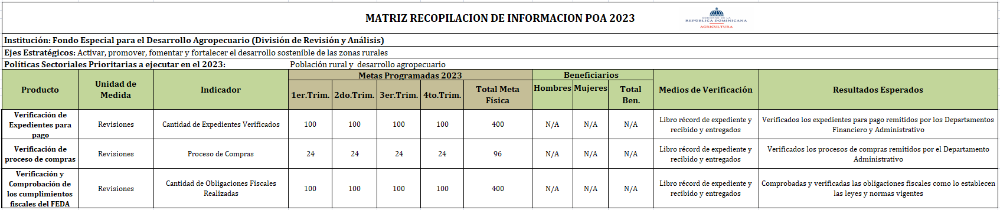 MATRIZ RECOPILACION DE INFORMACION POA 2023
GOBIERNO DE LA
REPÚBLICA DOMINICANA
AGRICULTURA
Institución: Fondo Especial para el Desarrollo Agropecuario (División de Revisión y Análisis)
Ejes Estratégicos: Activar, promover, fomentar y fortalecer el desarrollo sostenible de las zonas rurales
Políticas Sectoriales Prioritarias a ejecutar en el 2023: Población rural y desarrollo agropecuario
Producto
Unidad de
Medida
Indicador
Metas Programadas 2023
1er.Trim. 2do.Trim. 3er.Trim. 4to.Trim.
Total Meta
Física
Beneficiarios
Hombres Mujeres
Total
Ben.
Medios de Verificación
Resultados Esperados
Verificación de
Expedientes para
pago
Revisiones
Cantidad de Expedientes Verificados
100 100 100 100 400 N/A N/A N/A
Libro récord de expediente y
recibido y entregados
Verificados los expedientes para pago remitidos por los Departamentos
Financiero y Administrativo
Verificación de
proceso de compras
Revisiones
Proceso de Compras
24 24 24 24 96 N/A N/A N/A
Libro récord de expediente y
recibido y entregados
Verificados los procesos de compras remitidos por el Departamento
Administrativo
Verificación y
Comprobación de
los cumplimientos
fiscales del FEDA
Revisiones
Cantidad de Obligaciones Fiscales
Realizadas
100 100 100 100 400 N/A N/A N/A
Libro récord de expediente y
recibido y entregados
Comprobadas y verificadas las obligaciones fiscales como lo establecen
las leyes y normas vigentes